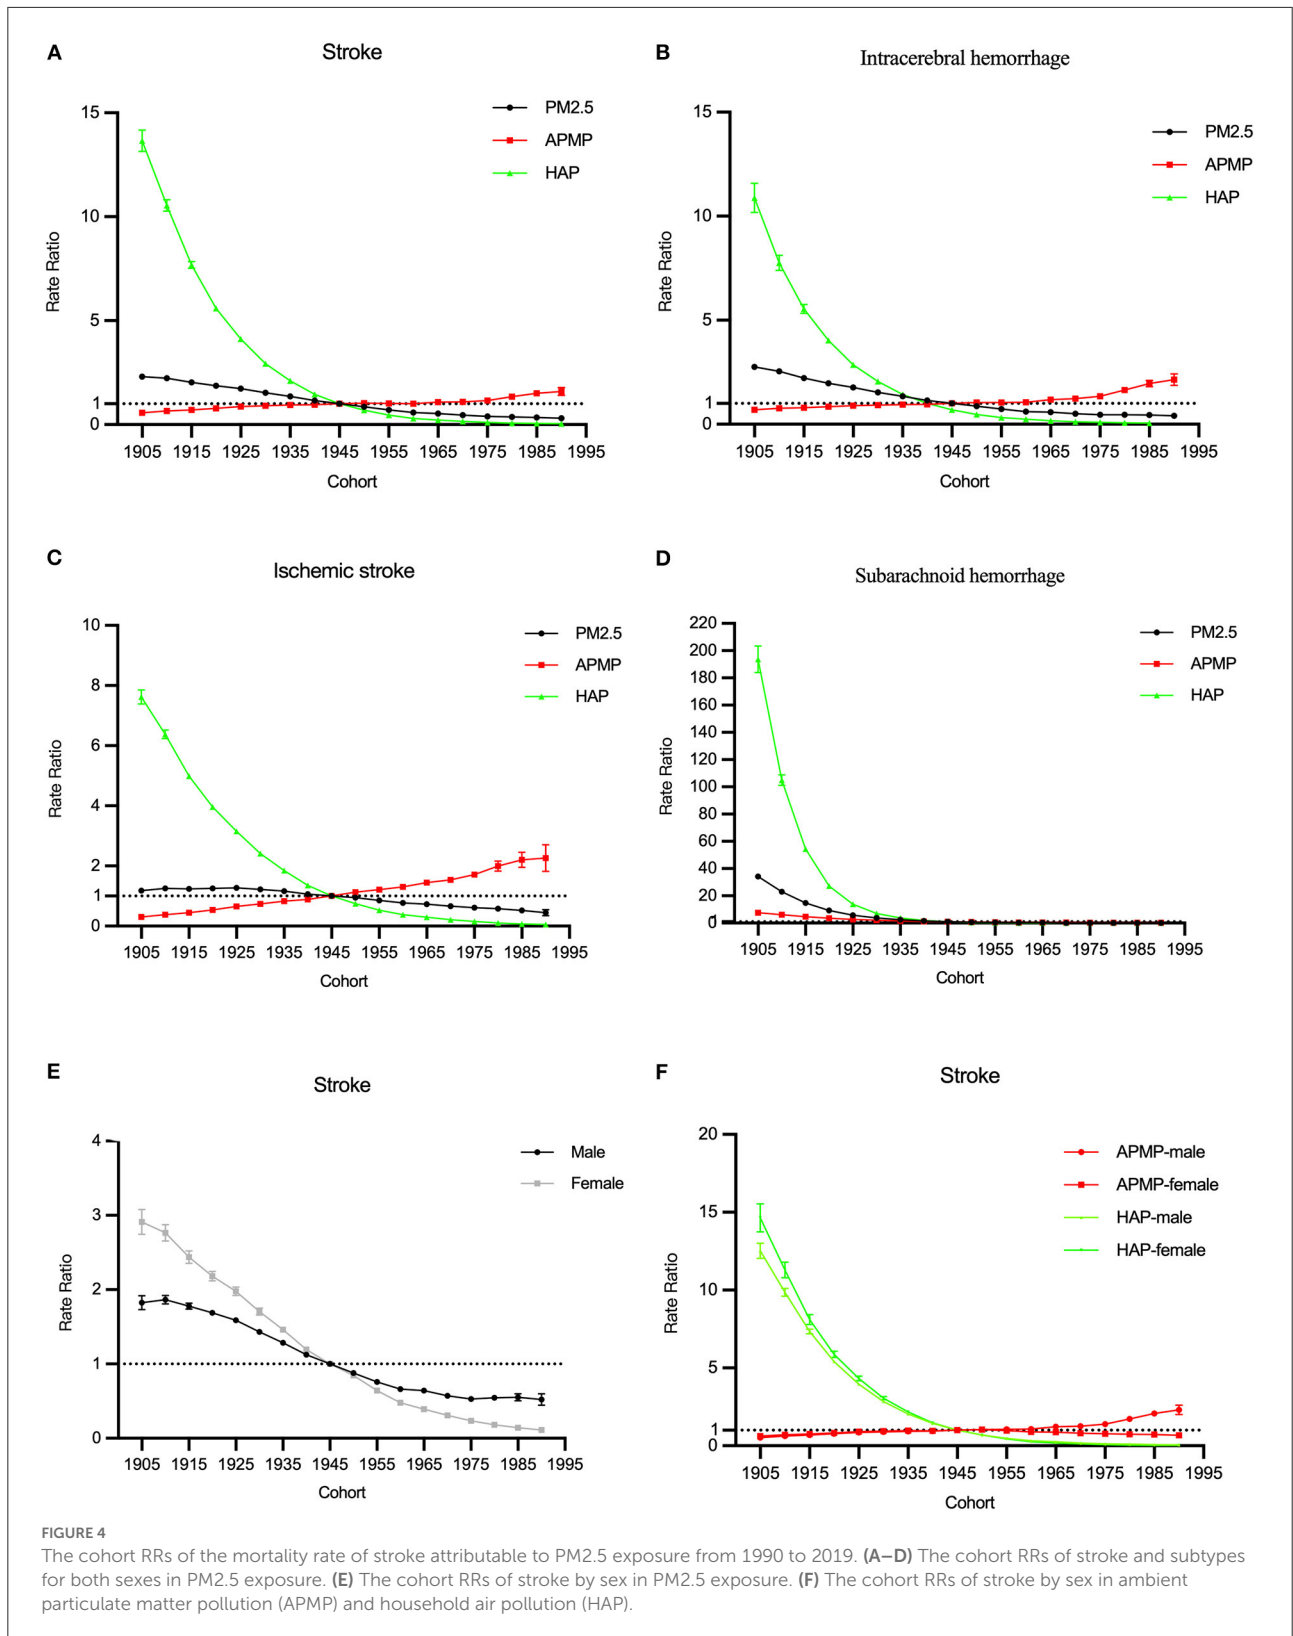 A
Stroke
PM2.5
APMP
HAP
15
10
5
1
0
Rate Ratio
1905 1915 1925 1935 1945 1955 1965 1975 1985 1995
Cohort
B
Intracerebral hemorrhage
PM2.5
APMP
HAP
15
10
5
1
0
Rate Ratio
1905 1915 1925 1935 1945 1955 1965 1975 1985 1995
Cohort
C
Ischemic stroke
PM2.5
APMP
HAP
10
8
6
4
2
1
0
Rate Ratio
1905 1915 1925 1935 1945 1955 1965 1975 1985 1995
Cohort
D
Subarachnoid hemorrhage
PM2.5
APMP
HAP
220
200
180
160
140
120
100
80
60
40
20
1
0
Rate Ratio
1905 1915 1925 1935 1945 1955 1965 1975 1985 1995
Cohort
E
Stroke
Male
Female
4
3
2
1
0
Rate Ratio
1905 1915 1925 1935 1945 1955 1965 1975 1985 1995
Cohort
F
Stroke
APMP-male
APMP-female
HAP-male
HAP-female
20
15
10
5
1
0
Rate Ratio
1905 1915 1925 1935 1945 1955 1965 1975 1985 1995
Cohort
FIGURE 4
The cohort RRs of the mortality rate of stroke attributable to PM2.5 exposure from 1990 to 2019. (A–D) The cohort RRs of stroke and subtypes
for both sexes in PM2.5 exposure. (E) The cohort RRs of stroke by sex in PM2.5 exposure. (F) The cohort RRs of stroke by sex in ambient
particulate matter pollution (APMP) and household air pollution (HAP).